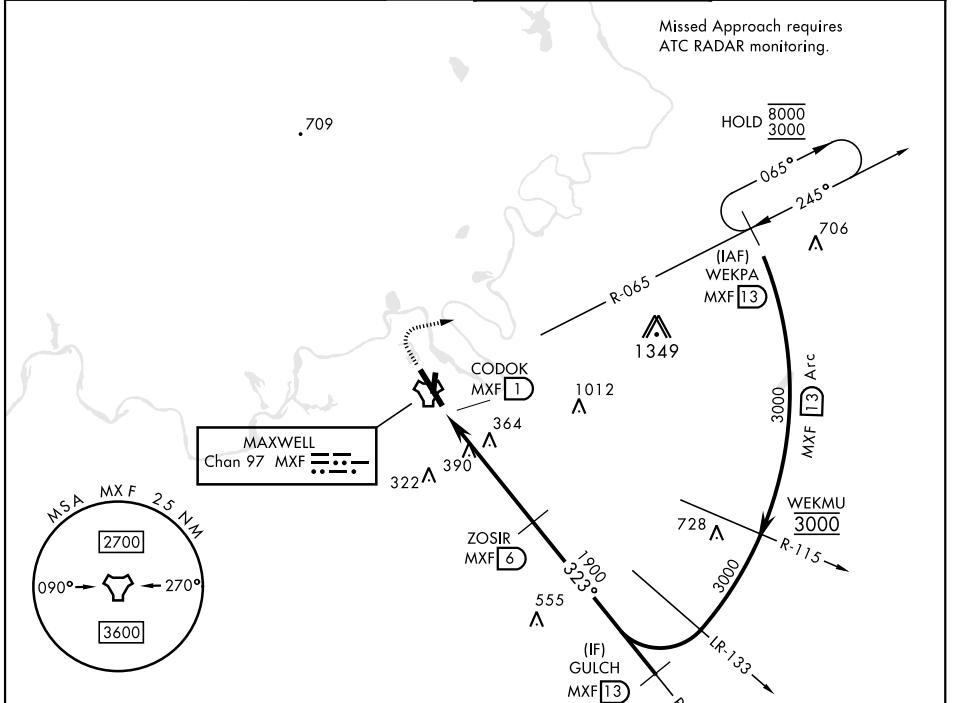 Missed Approach requires
ATC RADAR monitoring.
709
HOLD 8000
3000
065°
245°
706
(IAF)
WEKPA
MXF 13
R-065
1349
CODOK
MXF 1
1012
3000
MXF 13 Arc
364
MAXWELL
Chan 97 MXF
390
322
MSA MXF 25 NM
2700
090°
270°
3600
WEKMU
3000
728
R-115
ZOSIR
MXF 6
1900
323°
3000
555
LR-133
(IF)
GULCH
MXF 13